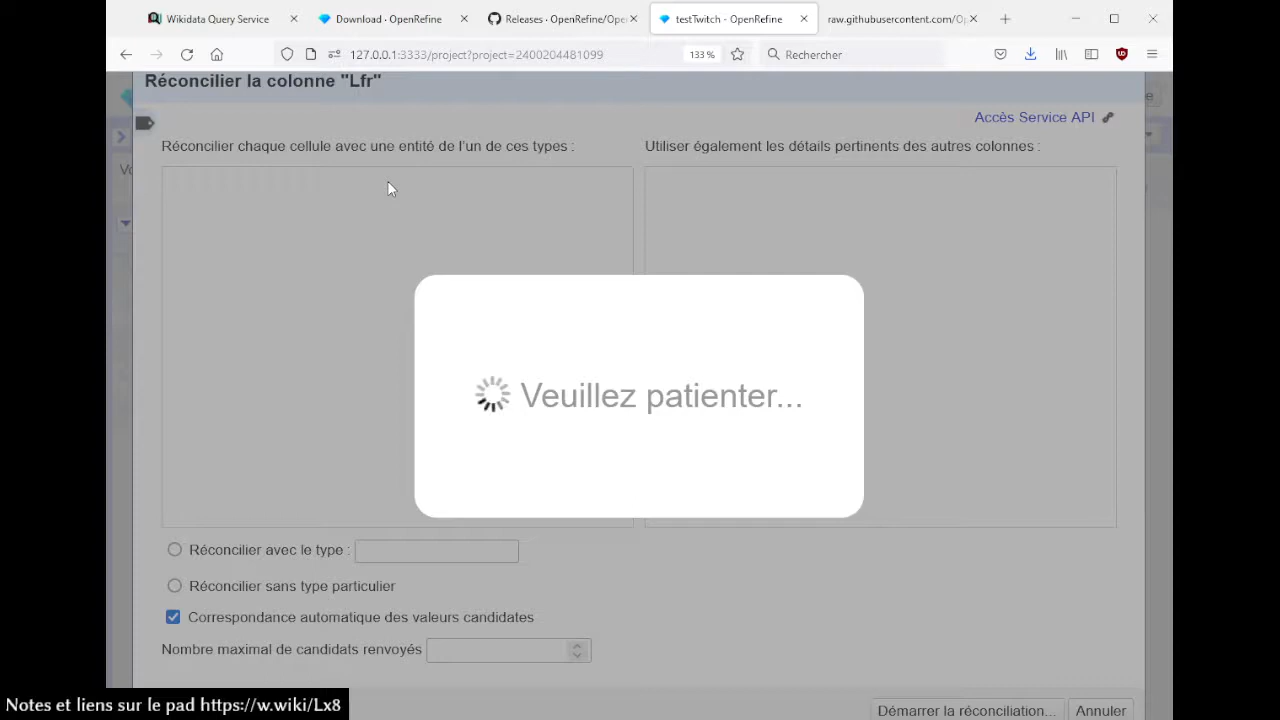 Wikidata Query Service
Download · OpenRefine
Releases · OpenRefine/Open
testTwitch - OpenRefine
raw.githubusercontent.com/Op
127.0.0.1:3333/project?project=2400204481099
133 %
Rechercher
Réconcilier la colonne "Lfr"
Accès Service API
Réconcilier chaque cellule avec une entité de l'un de ces types :
Utiliser également les détails pertinents des autres colonnes :
Veuillez patienter...
Réconcilier avec le type :
Réconcilier sans type particulier
Correspondance automatique des valeurs candidates
Nombre maximal de candidats renvoyés
Démarrer la réconciliation...
Annuler
Notes et liens sur le pad https://w.wiki/Lx8